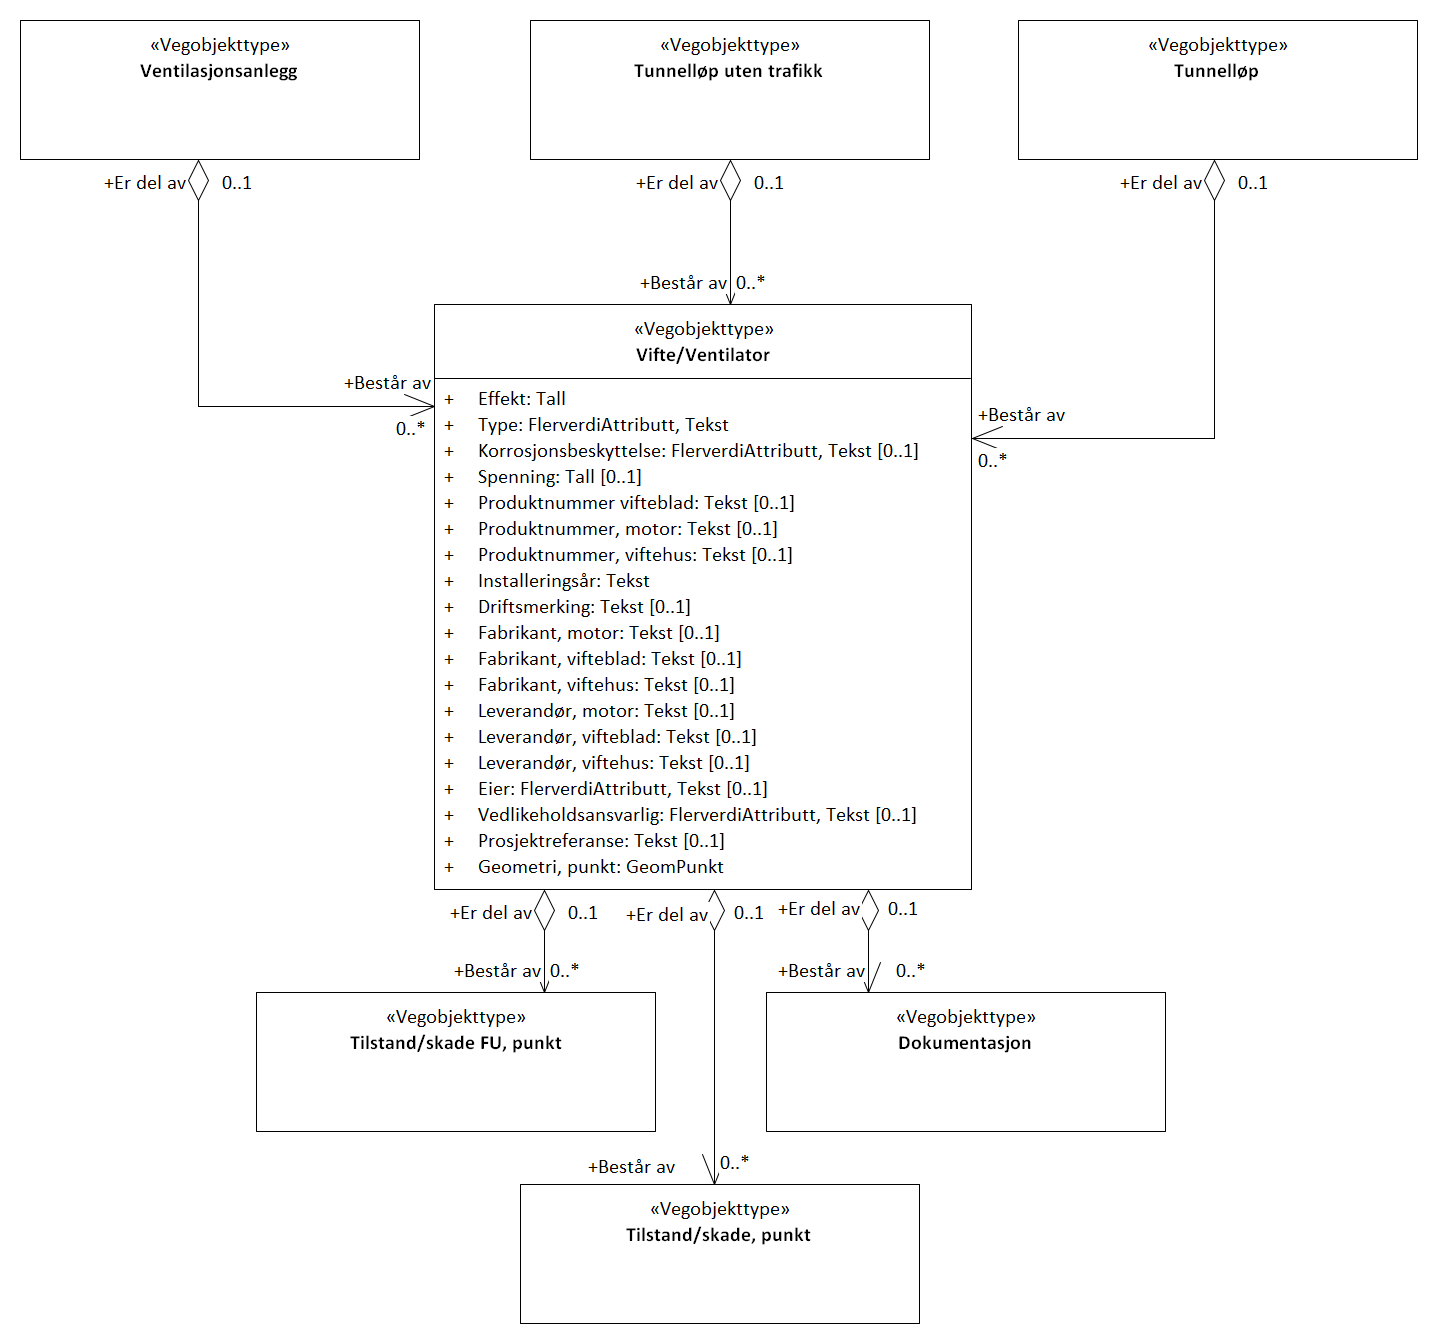 «Vegobjekttype»
Ventilasjonsanlegg
«Vegobjekttype»
Tunnelløp uten trafikk
«Vegobjekttype»
Tunnelløp
+Er del av 0..1
+Er del av 0..1
+Er del av 0..1
+Består av 0..*
+Består av
0..*
+Består av
0..*
«Vegobjekttype»
Vifte/Ventilator
+ Effekt: Tall
+ Type: FlerverdiAttributt, Tekst
+ Korrosjonsbeskyttelse: FlerverdiAttributt, Tekst [0..1]
+ Spenning: Tall [0..1]
+ Produktnummer vifteblad: Tekst [0..1]
+ Produktnummer, motor: Tekst [0..1]
+ Produktnummer, viftehus: Tekst [0..1]
+ Installeringsår: Tekst
+ Driftsmerking: Tekst [0..1]
+ Fabrikant, motor: Tekst [0..1]
+ Fabrikant, vifteblad: Tekst [0..1]
+ Fabrikant, viftehus: Tekst [0..1]
+ Leverandør, motor: Tekst [0..1]
+ Leverandør, vifteblad: Tekst [0..1]
+ Leverandør, viftehus: Tekst [0..1]
+ Eier: FlerverdiAttributt, Tekst [0..1]
+ Vedlikeholdsansvarlig: FlerverdiAttributt, Tekst [0..1]
+ Prosjektreferanse: Tekst [0..1]
+ Geometri, punkt: GeomPunkt
+Er del av 0..1
+Er del av 0..1
+Er del av 0..1
+Består av 0..*
+Består av 0..*
«Vegobjekttype»
Tilstand/skade FU, punkt
«Vegobjekttype»
Dokumentasjon
+Består av 0..*
«Vegobjekttype»
Tilstand/skade, punkt